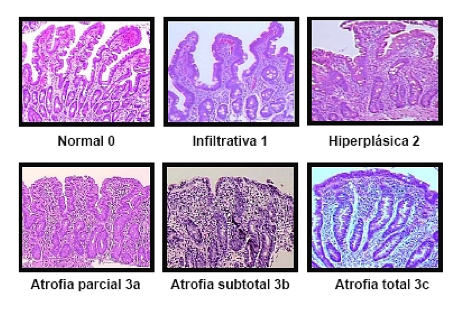 Normal 0
Infiltrativa 1
Hiperplásica 2
Atrofia parcial 3a
Atrofia subtotal 3b
Atrofia total 3c